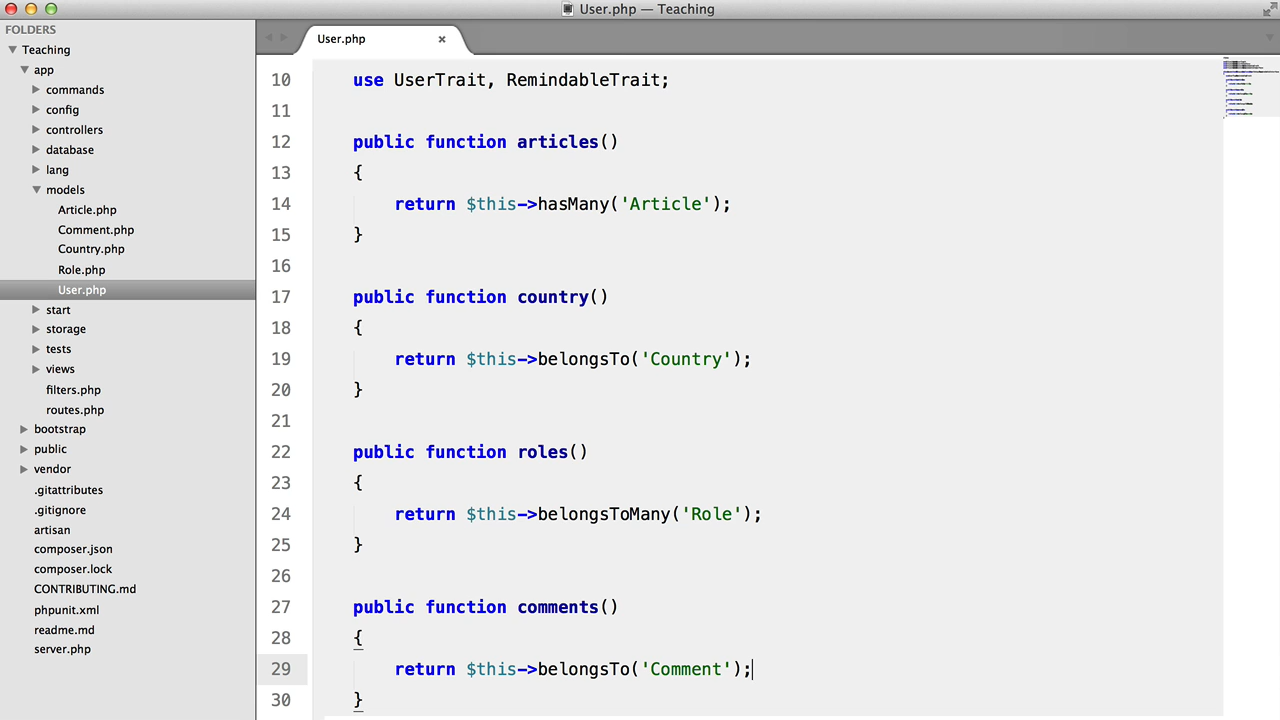 User.php — Teaching
FOLDERS
Teaching
app
commands
config
controllers
database
lang
models
Article.php
Comment.php
Country.php
Role.php
User.php
start
storage
tests
views
filters.php
routes.php
bootstrap
public
vendor
.gitattributes
.gitignore
artisan
composer.json
composer.lock
CONTRIBUTING.md
phpunit.xml
readme.md
server.php
User.php
10 use UserTrait, RemindableTrait;
11
12 public function articles()
13 {
14 return $this->hasMany('Article');
15 }
16
17 public function country()
18 {
19 return $this->belongsTo('Country');
20 }
21
22 public function roles()
23 {
24 return $this->belongsToMany('Role');
25 }
26
27 public function comments()
28 {
29 return $this->belongsTo('Comment');
30 }